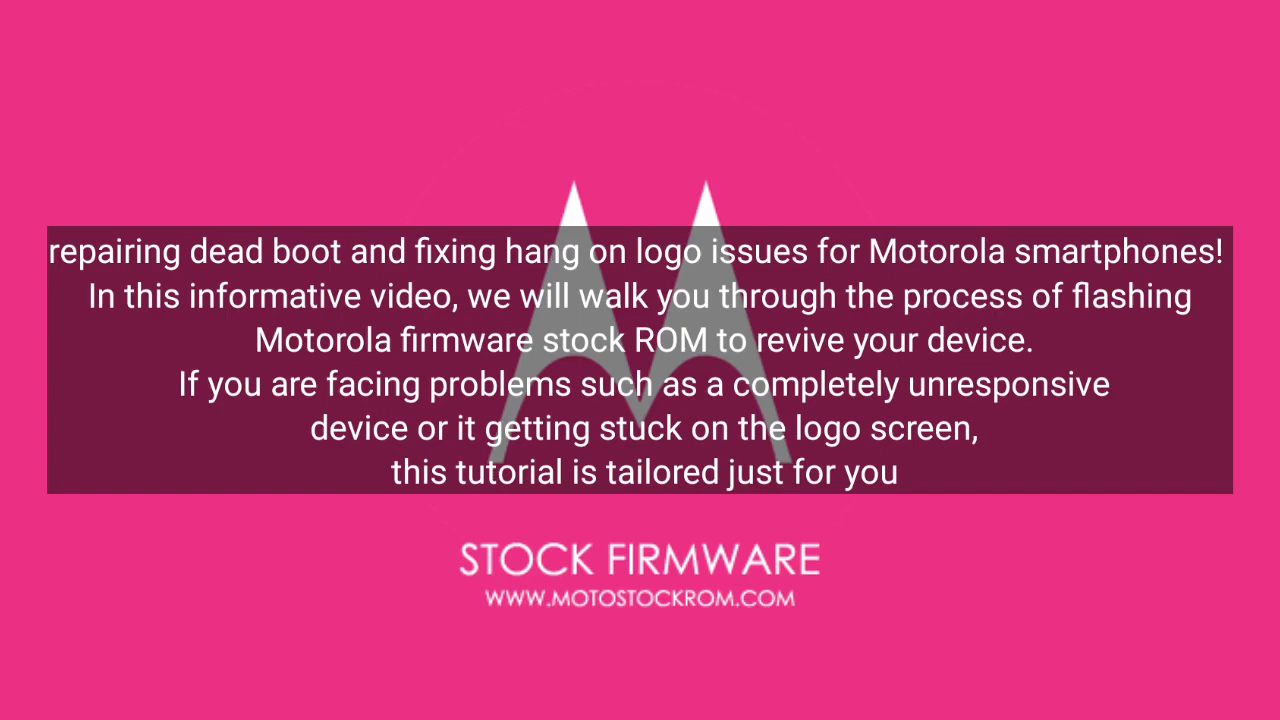 repairing dead boot and fixing hang on logo issues for Motorola smartphones!
In this informative video, we will walk you through the process of flashing
Motorola firmware stock ROM to revive your device.
If you are facing problems such as a completely unresponsive
device or it getting stuck on the logo screen,
this tutorial is tailored just for you
STOCK FIRMWARE
WWW.MOTOSTOCKROM.COM